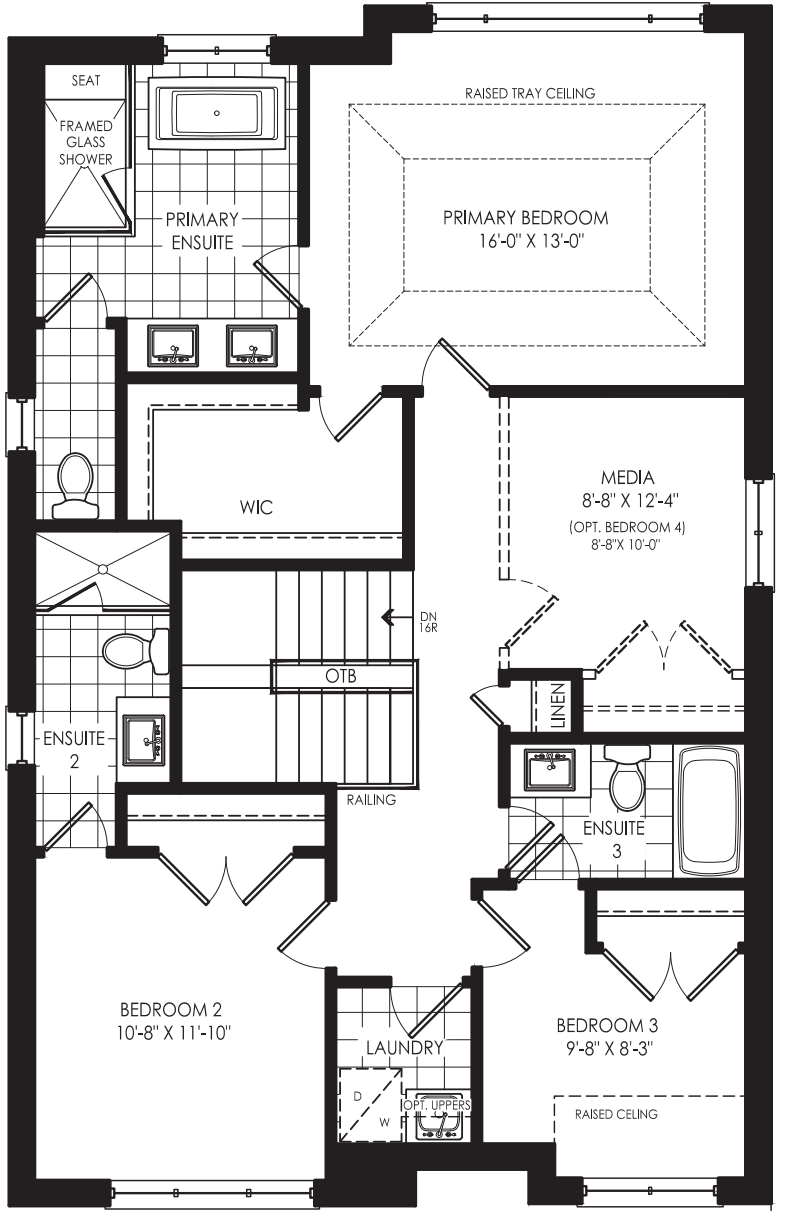 SEAT
FRAMED
GLASS
SHOWER
RAISED TRAY CEILING
PRIMARY
ENSUITE
PRIMARY BEDROOM
16'-0" X 13'-0"
WIC
MEDIA
8'-8" X 12'-4"
(OPT. BEDROOM 4)
8'-8"X 10'-0"
DN
16R
OTB
LINEN
ENSUITE
2
RAILING
ENSUITE
3
BEDROOM 2
10'-8" X 11'-10"
LAUNDRY
D
W
OPT. UPPERS
BEDROOM 3
9'-8" X 8'-3"
RAISED CELING